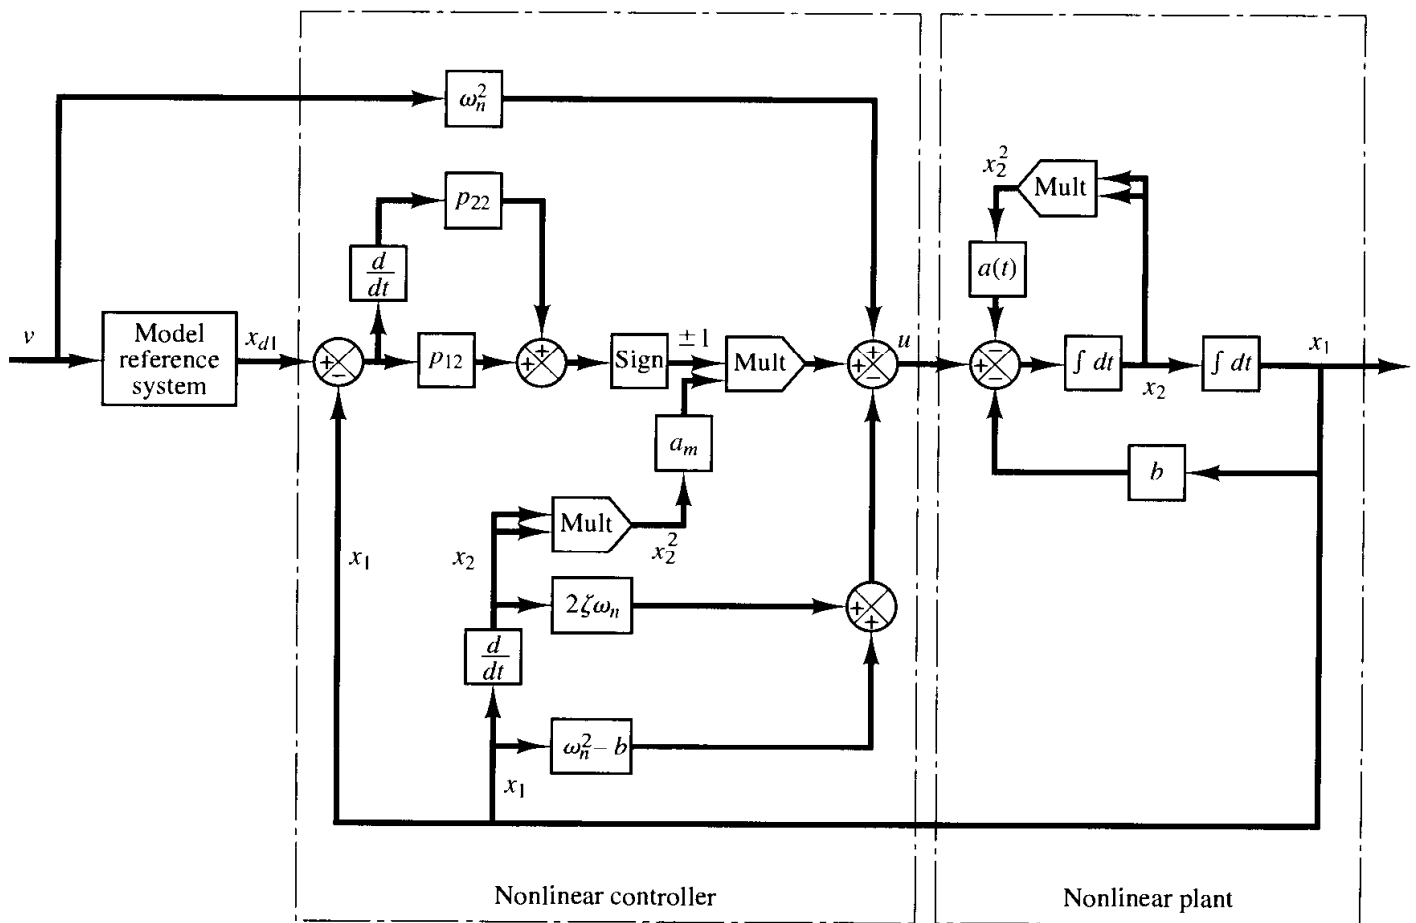 ω_n^2
p_22
d/dt
v
Model
reference
system
x_d1
+
−
p_12
+
+
Sign
±1
Mult
a_m
+
+
−
u
x_2^2
Mult
a(t)
−
−
∫ dt
x_2
∫ dt
x_1
b
x_1
x_2
Mult
x_2^2
2ζω_n
+
+
d/dt
ω_n^2 − b
x_1
Nonlinear controller
Nonlinear plant